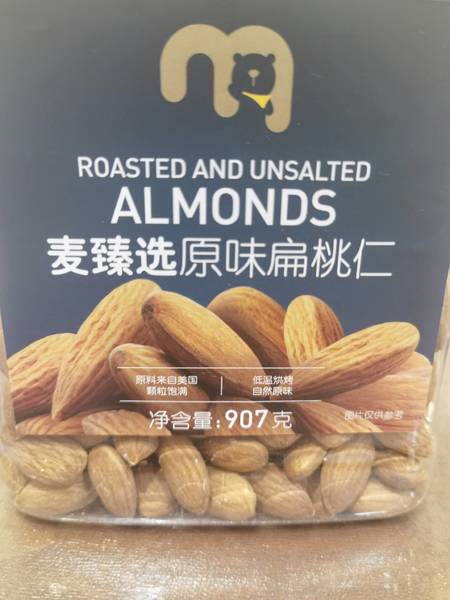 ROASTED AND UNSALTED
ALMONDS
麦臻选原味扁桃仁
原料来自美国
颗粒饱满
低温烘烤
自然原味
净含量:907克
图片仅供参考